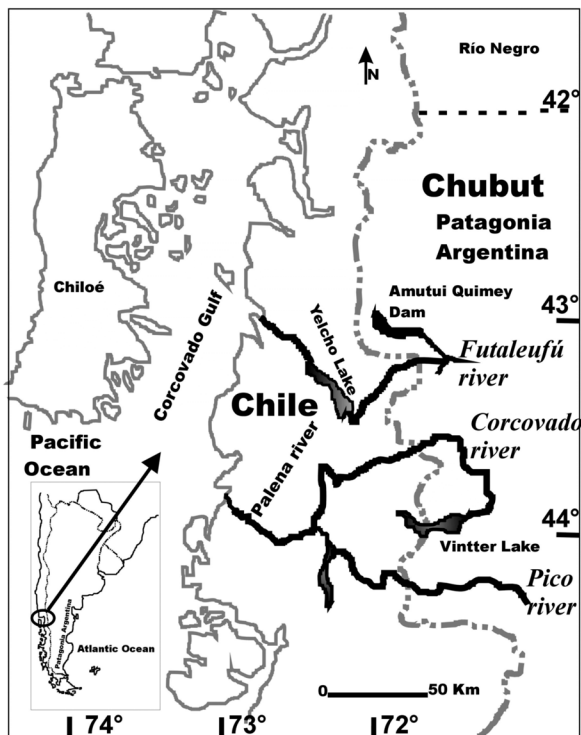 Río Negro
N
42°
Chubut
Patagonia
Argentina
Chiloé
Amutui Quimey
Dam
43°
Corcovado Gulf
Yelcho Lake
Futaleufú
river
Chile
Corcovado
river
Pacific
Ocean
Palena river
44°
Vintter Lake
Pico
river
Patagonia Argentina
Atlantic Ocean
0 50 Km
74° 73° 72°